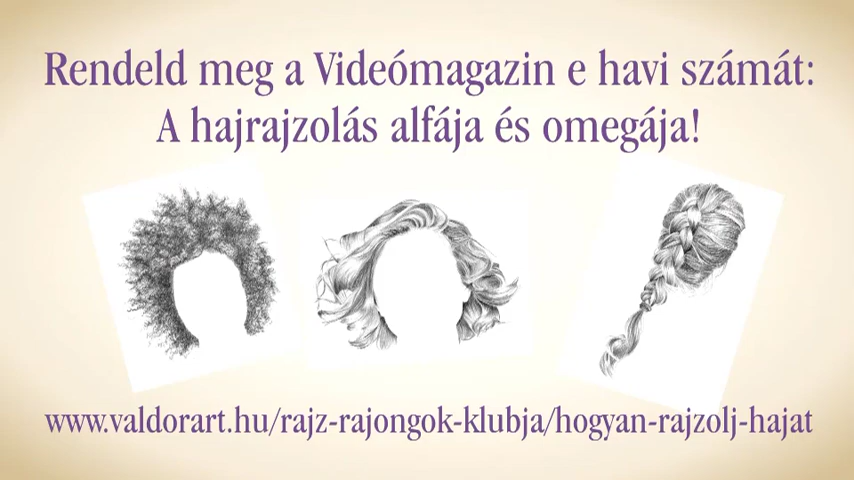 Rendeld meg a Videómagazin e havi számát:
A hajrajzolás alfája és omegája!
www.valdorart.hu/rajz-rajongok-klubja/hogyan-rajzolj-hajat